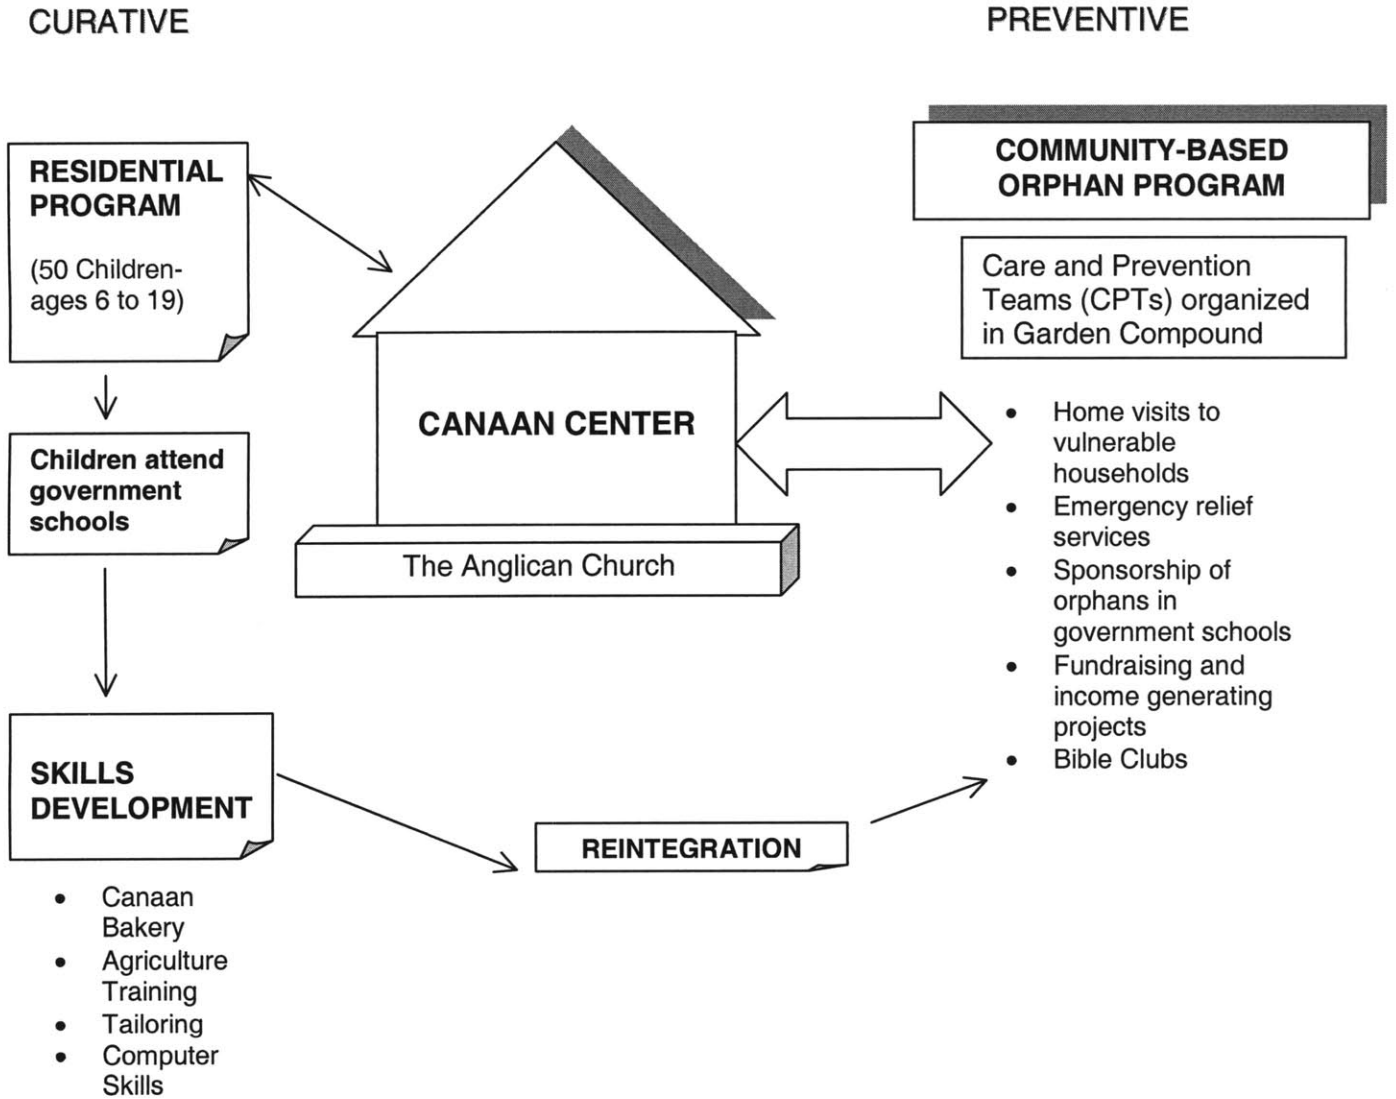 CURATIVE
PREVENTIVE
RESIDENTIAL
PROGRAM
(50 Children-
ages 6 to 19)
Children attend
government
schools
SKILLS
DEVELOPMENT
• Canaan
Bakery
• Agriculture
Training
• Tailoring
• Computer
Skills
CANAAN CENTER
The Anglican Church
REINTEGRATION
COMMUNITY-BASED
ORPHAN PROGRAM
Care and Prevention
Teams (CPTs) organized
in Garden Compound
• Home visits to
vulnerable
households
• Emergency relief
services
• Sponsorship of
orphans in
government schools
• Fundraising and
income generating
projects
• Bible Clubs